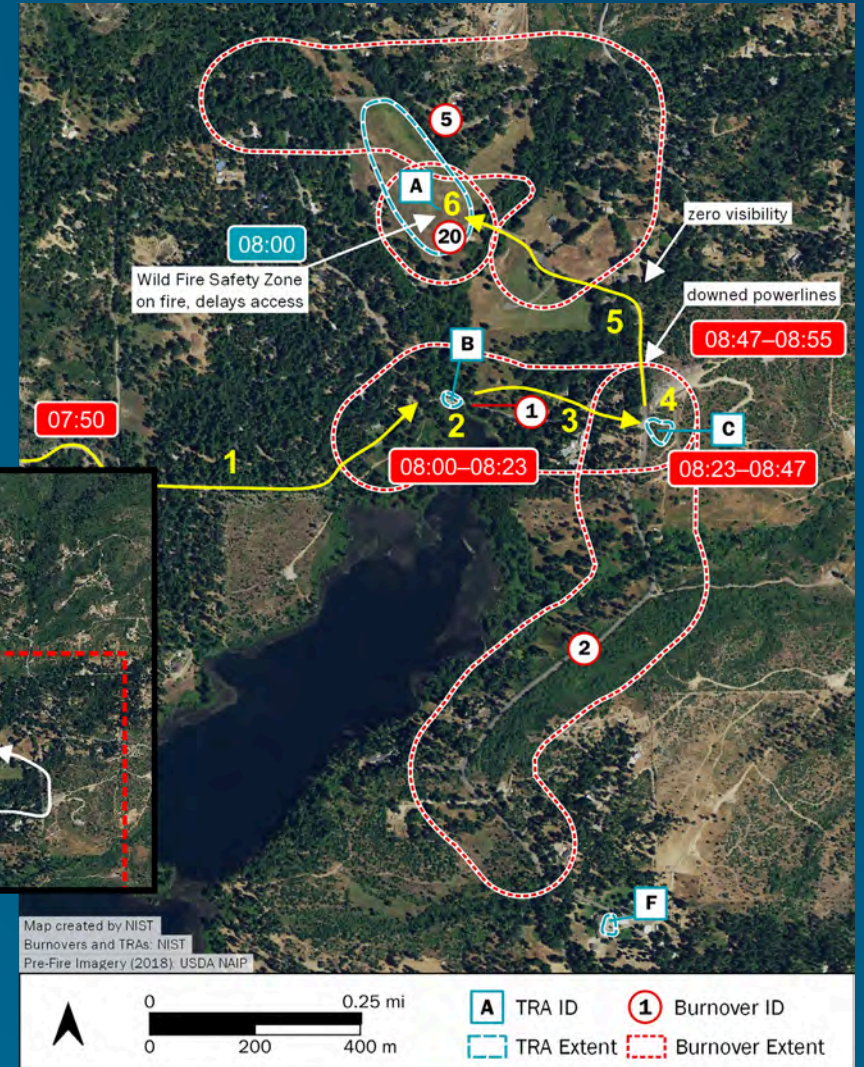 5
A
6
20
08:00
Wild Fire Safety Zone
on fire, delays access
zero visibility
downed powerlines
5
08:47–08:55
B
07:50
1
2
1
3
4
C
08:00–08:23
08:23–08:47
2
F
Map created by NIST
Burnovers and TRAs: NIST
Pre-Fire Imagery (2018): USDA NAIP
0 0.25 mi
0 200 400 m
A TRA ID
1 Burnover ID
TRA Extent
Burnover Extent